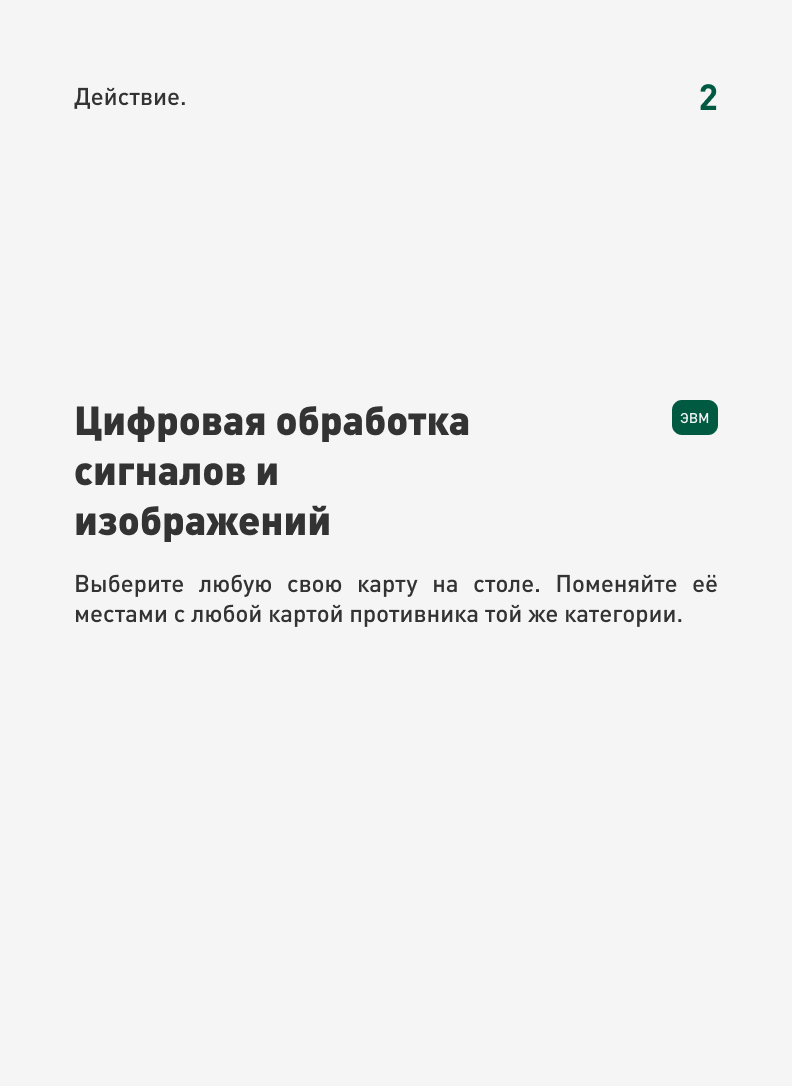 Действие.
2
Цифровая обработка
эвм
сигналов и
изображений
Выберите любую свою карту на столе. Поменяйте её
местами с любой картой противника той же категории.